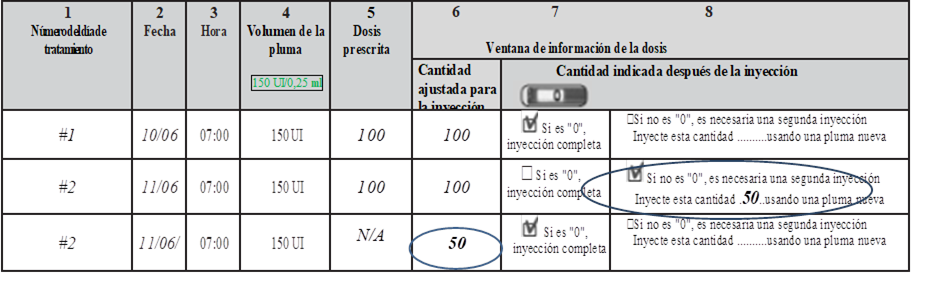 1 2 3 4 5 6 7 8
Número del día de tratamiento
Fecha
Hora
Volumen de la pluma
150 UI/0,25 ml
Dosis prescrita
Ventana de información de la dosis
Cantidad ajustada para la inyección
Cantidad indicada después de la inyección
0
#1 10/06 07:00 150 UI 100 100
Si es "0", inyección completa
Si no es "0", es necesaria una segunda inyección
Inyecte esta cantidad ..........usando una pluma nueva
#2 11/06 07:00 150 UI 100 100
Si es "0", inyección completa
Si no es "0", es necesaria una segunda inyección
Inyecte esta cantidad .50..usando una pluma nueva
#2 11/06/ 07:00 150 UI N/A 50
Si es "0", inyección completa
Si no es "0", es necesaria una segunda inyección
Inyecte esta cantidad ..........usando una pluma nueva